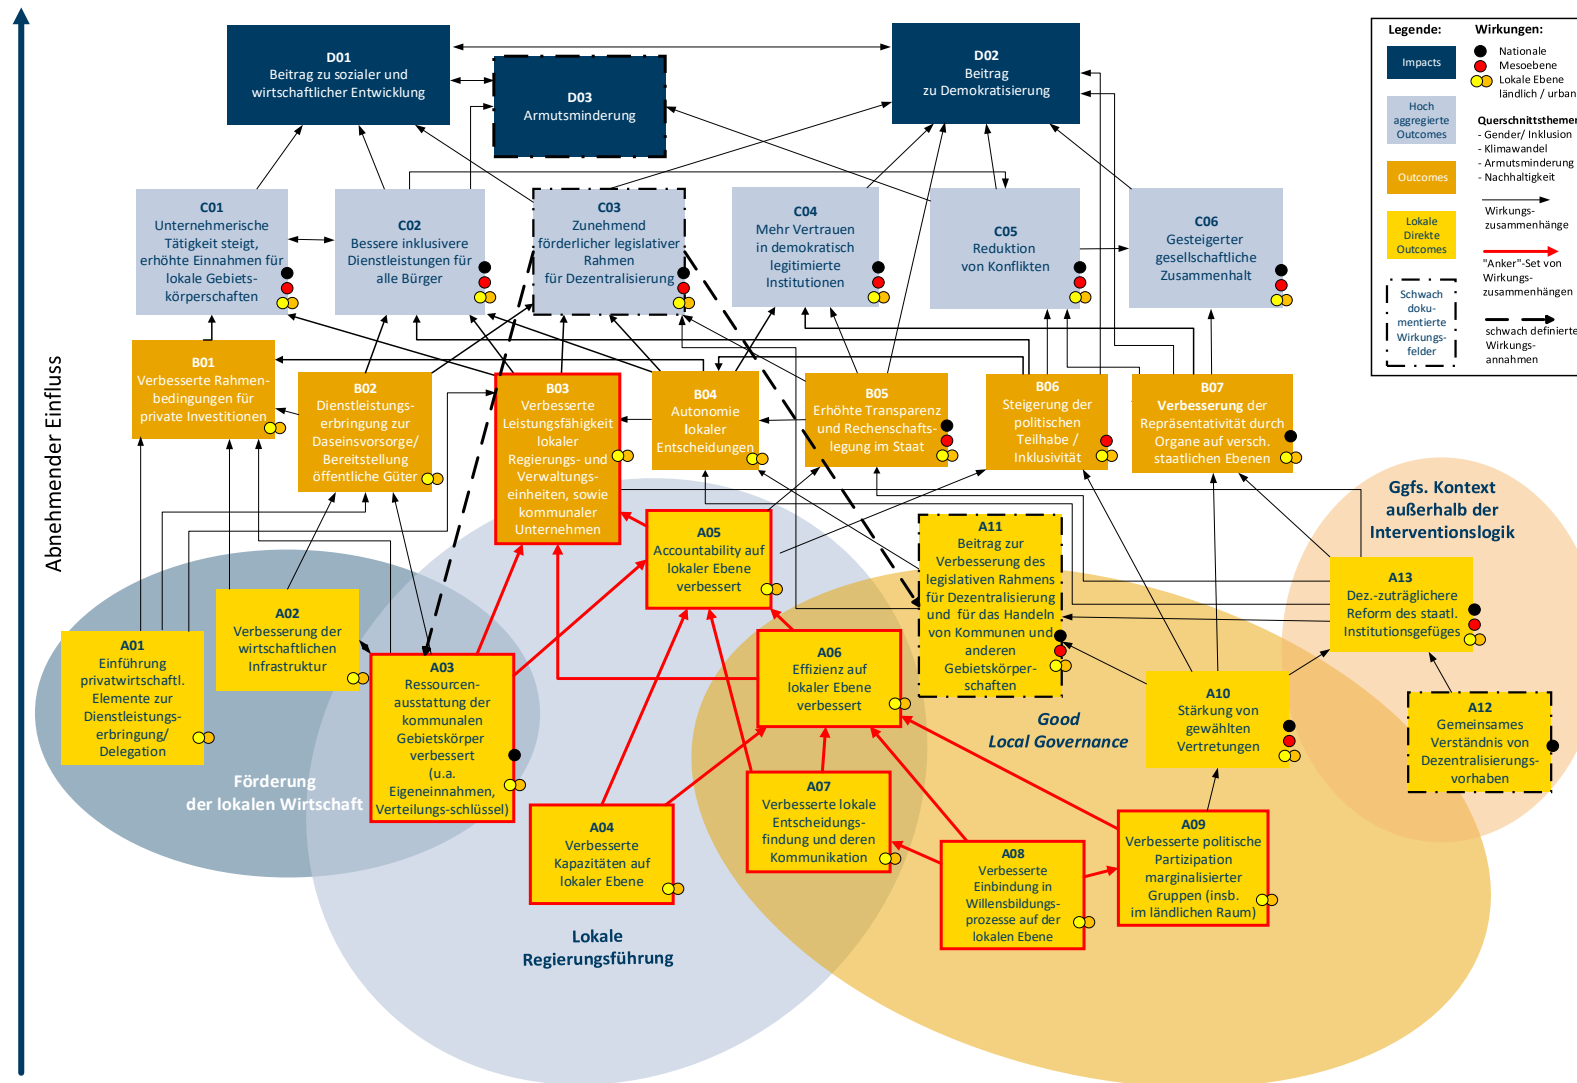 Abnehmender Einfluss
D01
Beitrag zu sozialer und
wirtschaftlicher Entwicklung
D03
Armutsminderung
D02
Beitrag
zu Demokratisierung
C01
Unternehmerische
Tätigkeit steigt,
erhöhte Einnahmen für
lokale Gebiets-
körperschaften
C02
Bessere inklusivere
Dienstleistungen für
alle Bürger
C03
Zunehmend
förderlicher legislativer
Rahmen
für Dezentralisierung
C04
Mehr Vertrauen
in demokratisch
legitimierte
Institutionen
C05
Reduktion
von Konflikten
C06
Gesteigerter
gesellschaftliche
Zusammenhalt
B01
Verbesserte Rahmen-
bedingungen für
private Investitionen
B02
Dienstleistungs-
erbringung zur
Daseinsvorsorge/
Bereitstellung
öffentliche Güter
B03
Verbesserte
Leistungsfähigkeit
lokaler
Regierungs- und
Verwaltungs-
einheiten, sowie
kommunaler
Unternehmen
B04
Autonomie
lokaler
Entscheidungen
B05
Erhöhte Transparenz
und Rechenschafts-
legung im Staat
B06
Steigerung der
politischen
Teilhabe /
Inklusivität
B07
Verbesserung der
Repräsentativität durch
Organe auf versch.
staatlichen Ebenen
A01
Einführung
privatwirtschaftl.
Elemente zur
Dienstleistungs-
erbringung/
Delegation
A02
Verbesserung der
wirtschaftlichen
Infrastruktur
A03
Ressourcen-
ausstattung der
kommunalen
Gebietskörper
verbessert
(u.a.
Eigeneinnahmen,
Verteilungs-schlüssel)
A04
Verbesserte
Kapazitäten auf
lokaler Ebene
A05
Accountability auf
lokaler Ebene
verbessert
A06
Effizienz auf
lokaler Ebene
verbessert
A07
Verbesserte lokale
Entscheidungs-
findung und deren
Kommunikation
A08
Verbesserte
Einbindung in
Willensbildungs-
prozesse auf der
lokalen Ebene
A09
Verbesserte politische
Partizipation
marginalisierter
Gruppen (insb.
im ländlichen Raum)
A10
Stärkung von
gewählten
Vertretungen
A11
Beitrag zur
Verbesserung des
legislativen Rahmens
für Dezentralisierung
und für das Handeln
von Kommunen und
anderen
Gebietskörper-
schaften
A12
Gemeinsames
Verständnis von
Dezentralisierungs-
vorhaben
A13
Dez.-zuträglichere
Reform des staatl.
Institutionsgefüges
Förderung
der lokalen Wirtschaft
Lokale
Regierungsführung
Good
Local Governance
Ggfs. Kontext
außerhalb der
Interventionslogik
Legende:
Impacts
Hoch
aggregierte
Outcomes
Outcomes
Lokale
Direkte
Outcomes
Schwach
doku-
mentierte
Wirkungs-
felder
Wirkungen:
Nationale
Mesoebene
Lokale Ebene
ländlich / urban
Querschnittsthemen
- Gender/ Inklusion
- Klimawandel
- Armutsminderung
- Nachhaltigkeit
Wirkungs-
zusammenhänge
"Anker"-Set von
Wirkungs-
zusammenhängen
schwach definierte
Wirkungs-
annahmen